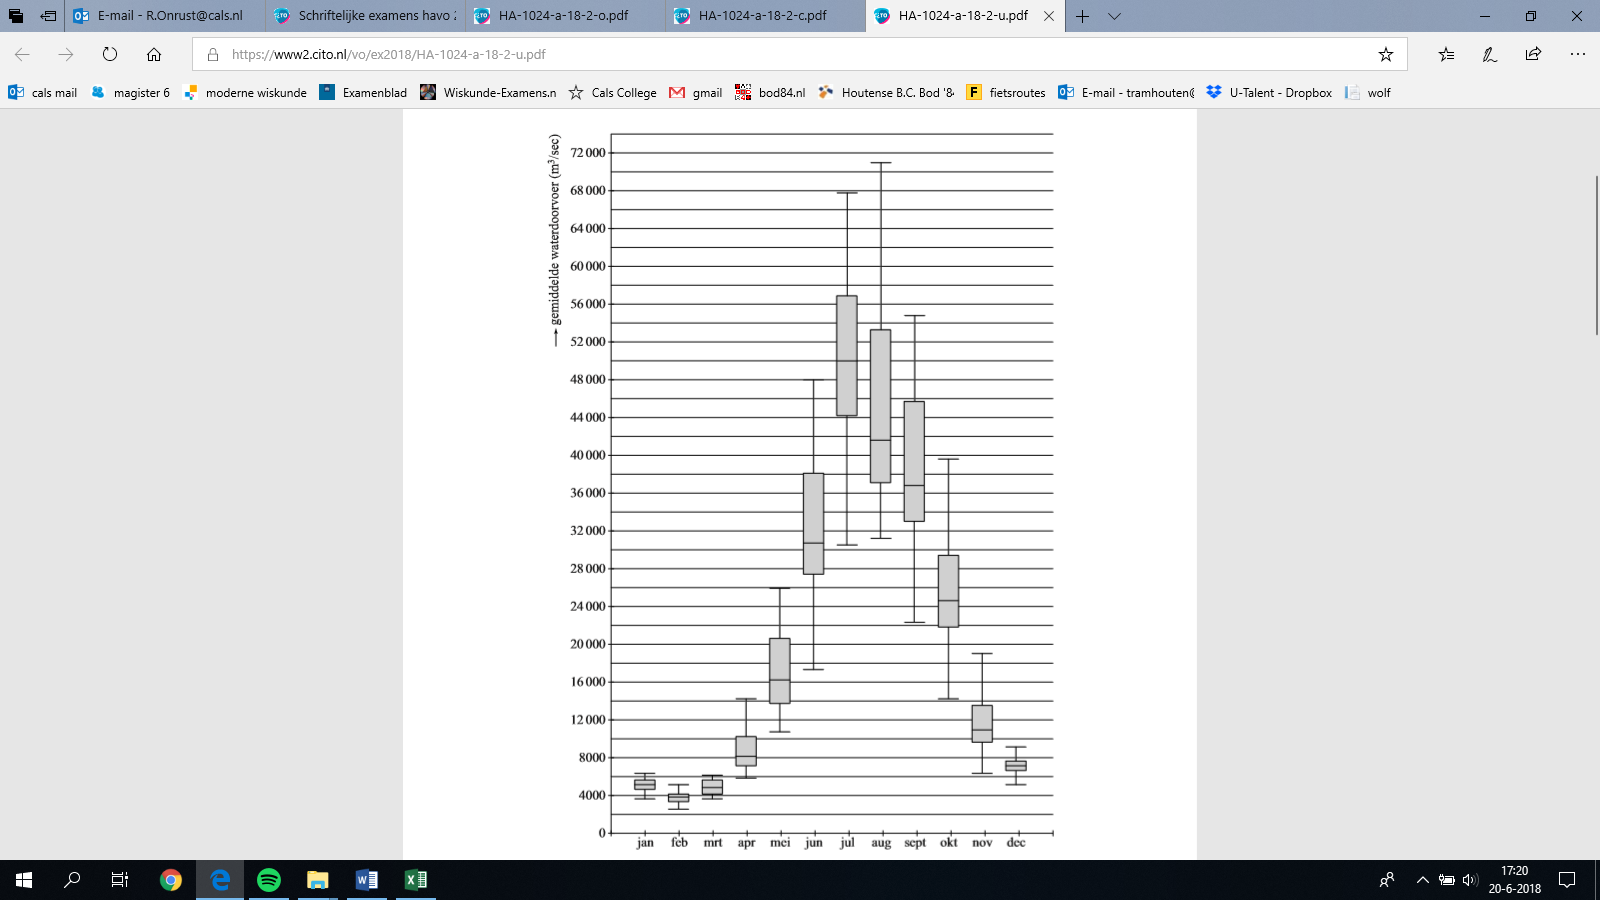 E-mail - R.Onrust@cals.nl
Schriftelijke examens havo 2
HA-1024-a-18-2-o.pdf
HA-1024-a-18-2-c.pdf
HA-1024-a-18-2-u.pdf
https://www2.cito.nl/vo/ex2018/HA-1024-a-18-2-u.pdf
cals mail
magister 6
moderne wiskunde
Examenblad
Wiskunde-Examens.n
Cals College
gmail
bod84.nl
Houtense B.C. Bod '84
fietsroutes
E-mail - tramhouten@
U-Talent - Dropbox
wolf
gemiddelde waterdoorvoer (m³/sec)
72 000
68 000
64 000
60 000
56 000
52 000
48 000
44 000
40 000
36 000
32 000
28 000
24 000
20 000
16 000
12 000
8000
4000
0
jan feb mrt apr mei jun jul aug sept okt nov dec
17:20
20-6-2018